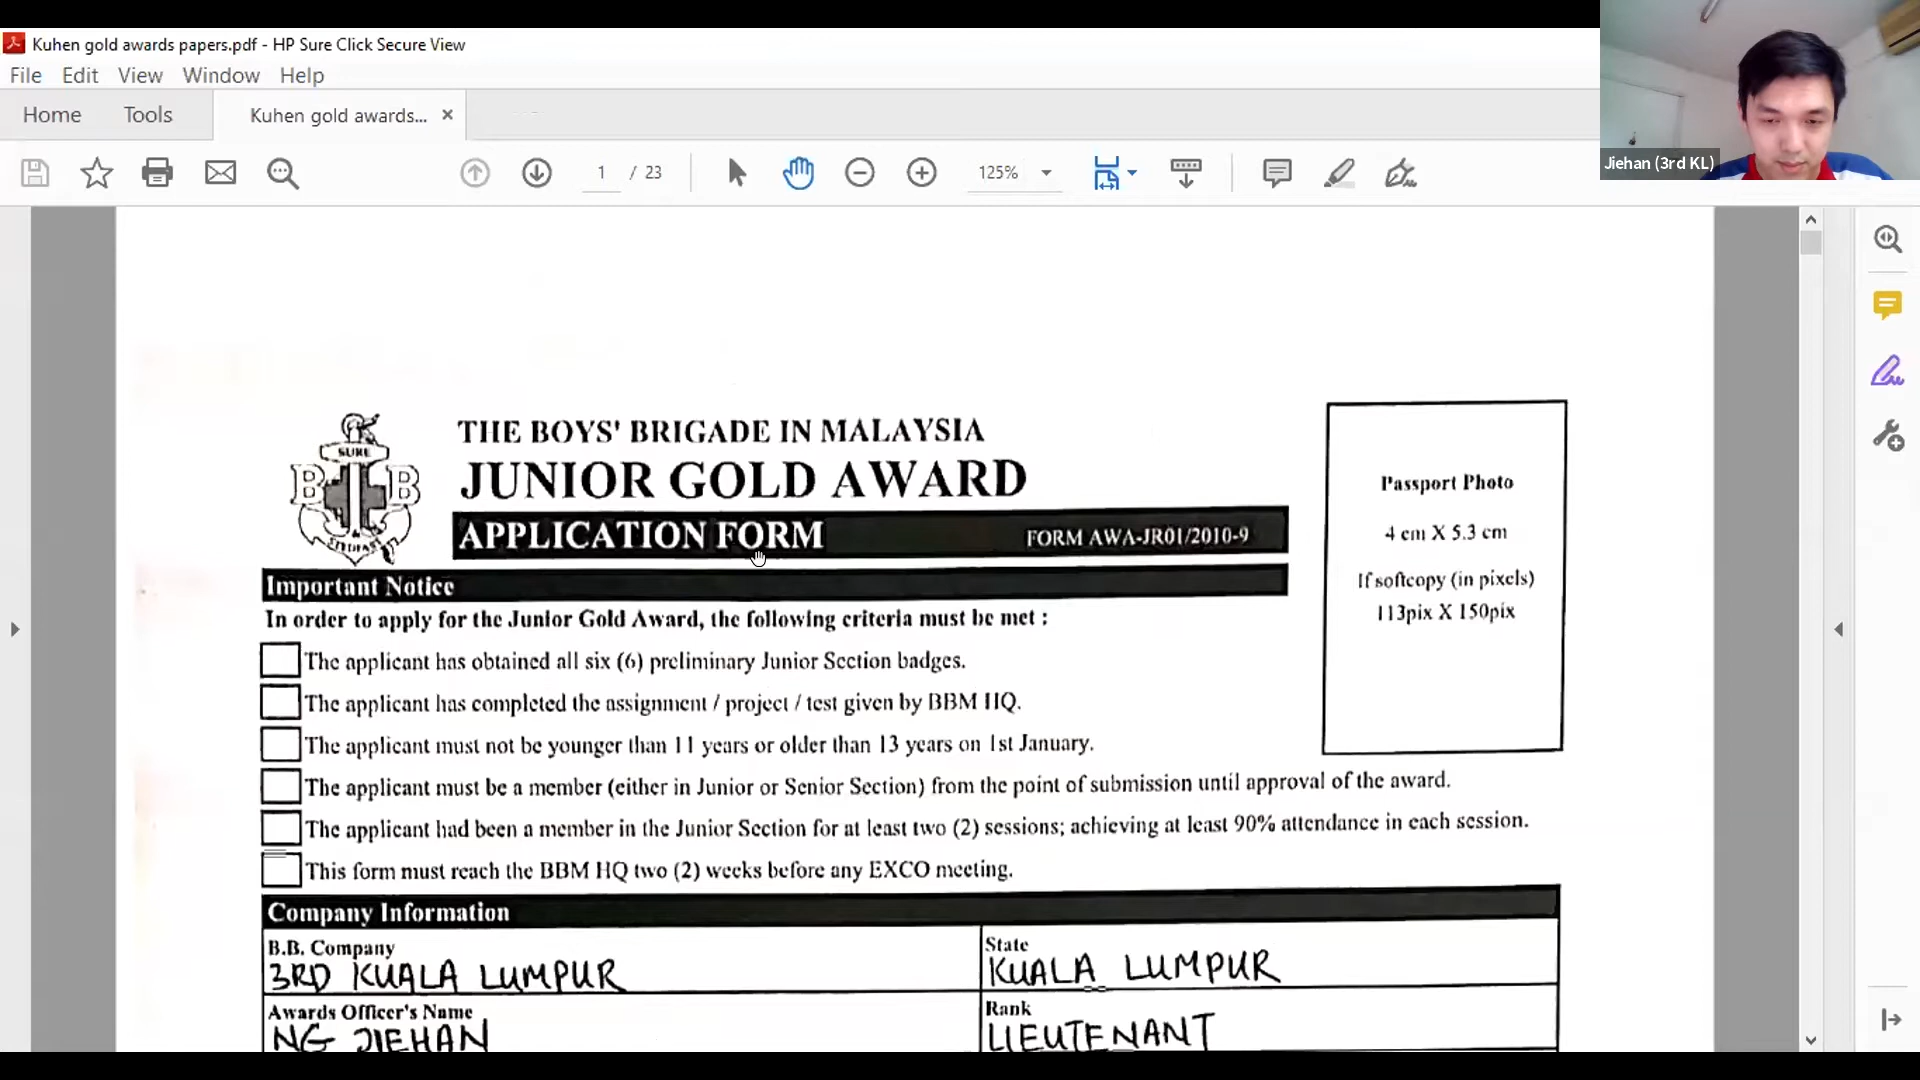 Kuhen gold awards papers.pdf - HP Sure Click Secure View
File Edit View Window Help
Home Tools Kuhen gold awards...
1 / 23 125%
Jiehan (3rd KL)
SURE
B B
STEDFAST
THE BOYS' BRIGADE IN MALAYSIA
JUNIOR GOLD AWARD
APPLICATION FORM FORM AWA-JR01/2010-9
Passport Photo
4 cm X 5.3 cm
If softcopy (in pixels)
113pix X 150pix
Important Notice
In order to apply for the Junior Gold Award, the following criteria must be met :
The applicant has obtained all six (6) preliminary Junior Section badges.
The applicant has completed the assignment / project / test given by BBM HQ.
The applicant must not be younger than 11 years or older than 13 years on 1st January.
The applicant must be a member (either in Junior or Senior Section) from the point of submission until approval of the award.
The applicant had been a member in the Junior Section for at least two (2) sessions; achieving at least 90% attendance in each session.
This form must reach the BBM HQ two (2) weeks before any EXCO meeting.
Company Information
B.B. Company
3RD KUALA LUMPUR
State
KUALA LUMPUR
Awards Officer's Name
NG JIEHAN
Rank
LIEUTENANT